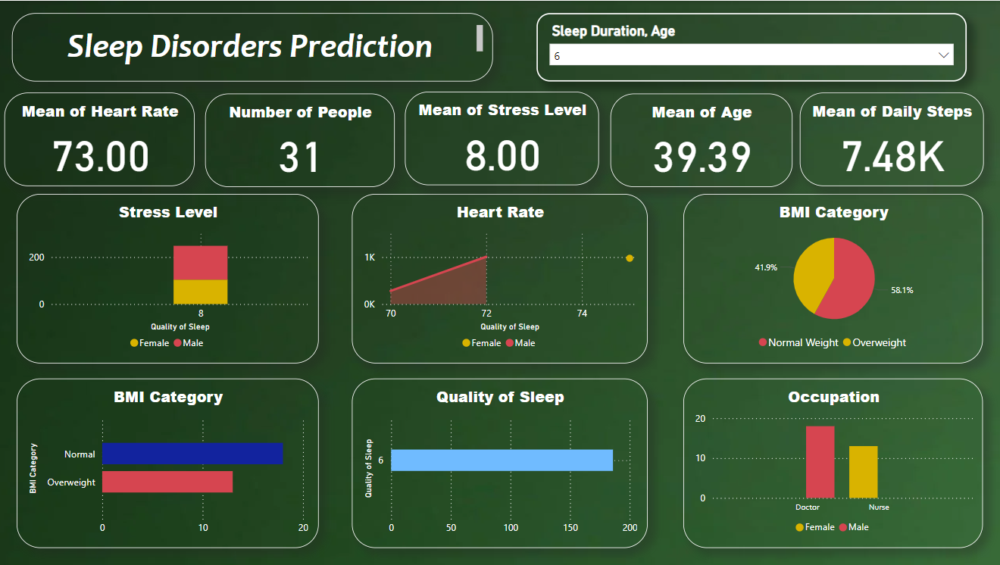 Sleep Disorders Prediction
Sleep Duration, Age
6
Mean of Heart Rate
73.00
Number of People
31
Mean of Stress Level
8.00
Mean of Age
39.39
Mean of Daily Steps
7.48K
Stress Level
200
0
8
Quality of Sleep
Female Male
Heart Rate
1K
0K
70 72 74
Quality of Sleep
Female Male
BMI Category
41.9%
58.1%
Normal Weight Overweight
BMI Category
BMI Category
Normal
Overweight
0 10 20
Quality of Sleep
Quality of Sleep
6
0 50 100 150 200
Occupation
20
10
0
Doctor Nurse
Female Male